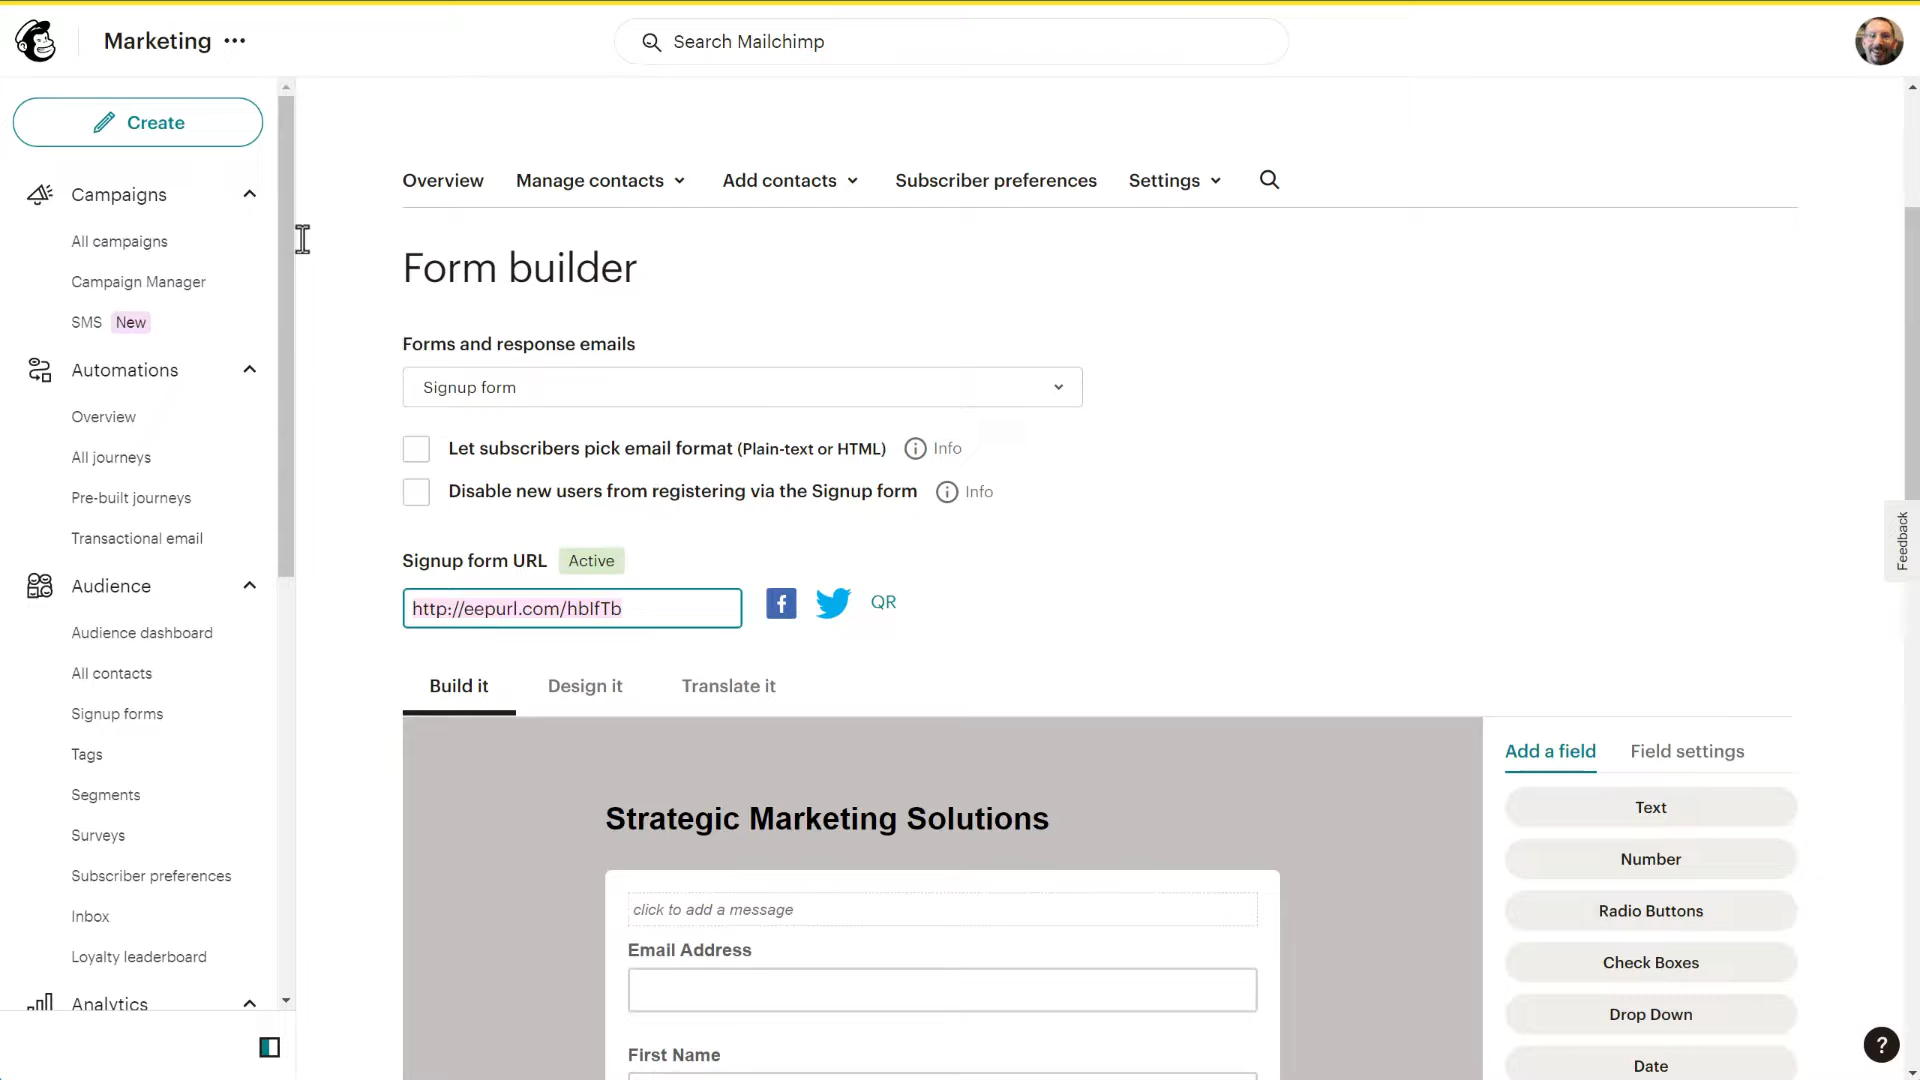 Marketing
Search Mailchimp
Create
Campaigns
All campaigns
Campaign Manager
SMS New
Automations
Overview
All journeys
Pre-built journeys
Transactional email
Audience
Audience dashboard
All contacts
Signup forms
Tags
Segments
Surveys
Subscriber preferences
Inbox
Loyalty leaderboard
Analytics
Overview Manage contacts Add contacts Subscriber preferences Settings
Form builder
Forms and response emails
Signup form
Let subscribers pick email format (Plain-text or HTML) Info
Disable new users from registering via the Signup form Info
Signup form URL Active
http://eepurl.com/hbIfTb
QR
Build it Design it Translate it
Strategic Marketing Solutions
click to add a message
Email Address
First Name
Add a field Field settings
Text
Number
Radio Buttons
Check Boxes
Drop Down
Date
Feedback
?